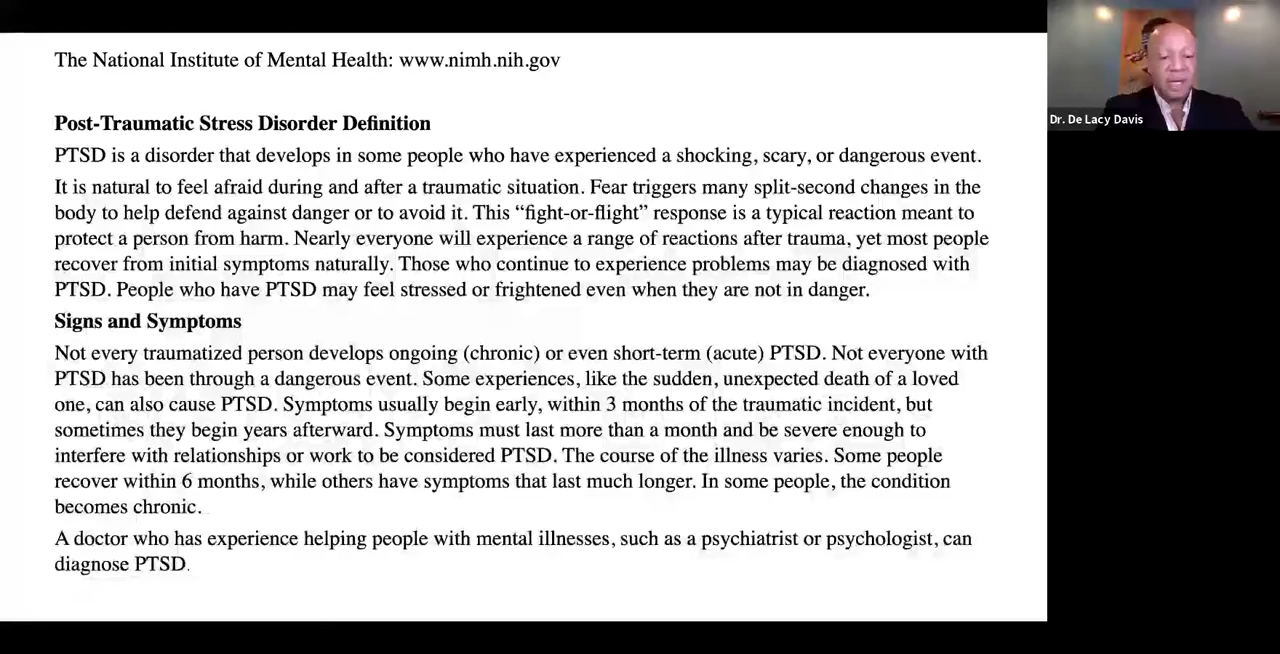 The National Institute of Mental Health: www.nimh.nih.gov
Post-Traumatic Stress Disorder Definition
PTSD is a disorder that develops in some people who have experienced a shocking, scary, or dangerous event.
It is natural to feel afraid during and after a traumatic situation. Fear triggers many split-second changes in the
body to help defend against danger or to avoid it. This “fight-or-flight” response is a typical reaction meant to
protect a person from harm. Nearly everyone will experience a range of reactions after trauma, yet most people
recover from initial symptoms naturally. Those who continue to experience problems may be diagnosed with
PTSD. People who have PTSD may feel stressed or frightened even when they are not in danger.
Signs and Symptoms
Not every traumatized person develops ongoing (chronic) or even short-term (acute) PTSD. Not everyone with
PTSD has been through a dangerous event. Some experiences, like the sudden, unexpected death of a loved
one, can also cause PTSD. Symptoms usually begin early, within 3 months of the traumatic incident, but
sometimes they begin years afterward. Symptoms must last more than a month and be severe enough to
interfere with relationships or work to be considered PTSD. The course of the illness varies. Some people
recover within 6 months, while others have symptoms that last much longer. In some people, the condition
becomes chronic.
A doctor who has experience helping people with mental illnesses, such as a psychiatrist or psychologist, can
diagnose PTSD.
Dr. De Lacy Davis